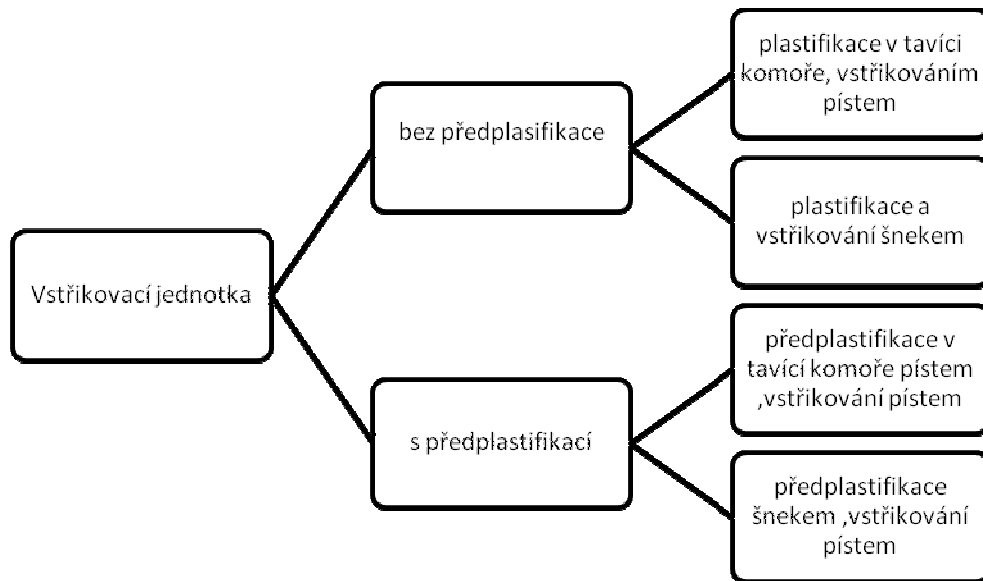 Vstřikovací jednotka
bez předplasifikace
plastifikace v tavíci
komoře, vstřikováním
pístem
plastifikace a
vstřikování šnekem
s předplastifikací
předplastifikace v
tavící komoře pístem
,vstřikování pístem
předplastifikace
šnekem ,vstřikování
pístem